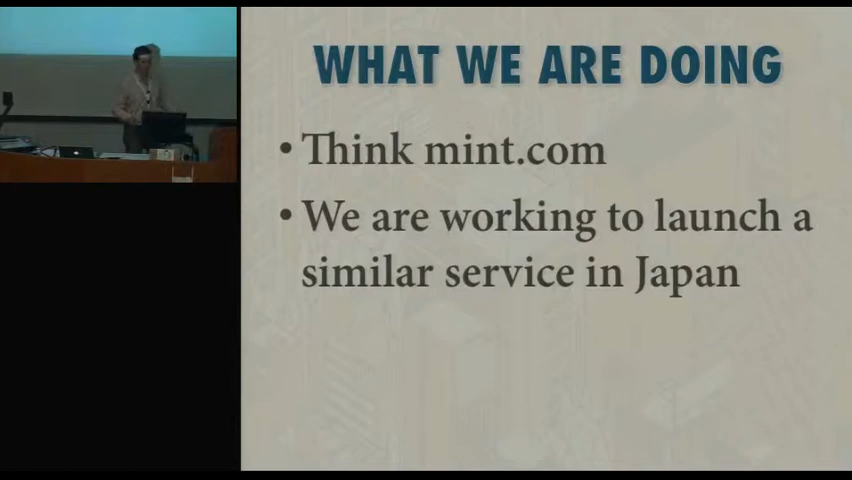 WHAT WE ARE DOING
• Think mint.com
• We are working to launch a
similar service in Japan